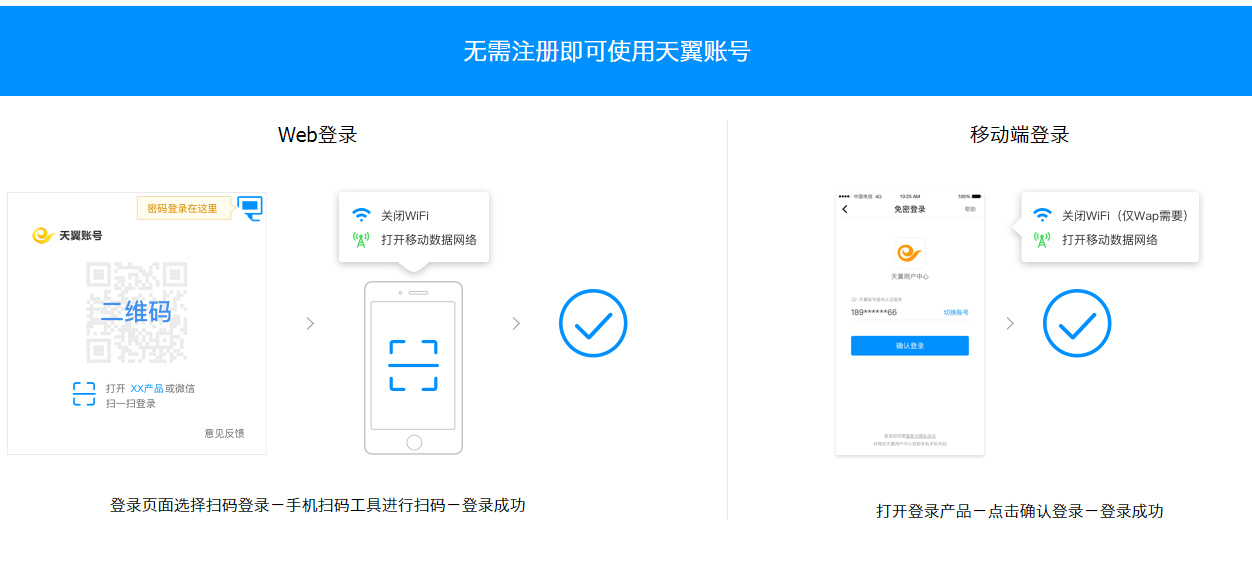 无需注册即可使用天翼账号
Web登录
密码登录在这里
天翼账号
二维码
打开 XX产品或微信
扫一扫登录
意见反馈
关闭WiFi
打开移动数据网络
登录页面选择扫码登录－手机扫码工具进行扫码－登录成功
移动端登录
中国电信 4G 10:25 AM 100%
免密登录 帮助
天翼用户中心
天翼账号提供认证服务
189******66 切换账号
确认登录
关闭WiFi（仅Wap需要）
打开移动数据网络
打开登录产品－点击确认登录－登录成功